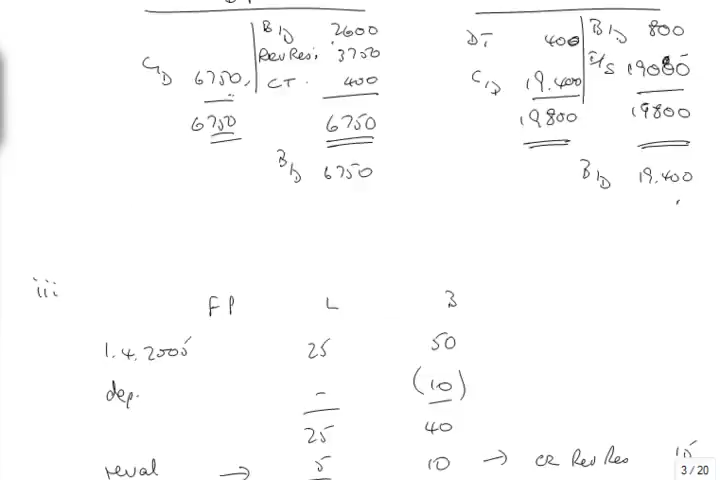 B/D 2600
Rev Res. 3750
C/D 6750, CT. 400
6750 6750
B/D 6750
DT 400 B/D 800
I/S 19000
C/D 19.400
19800 19800
B/D 19.400
iii
FP L B
1.4.2005 25 50
dep. - (10)
25 40
reval → 5 10 → CR Rev Res 15
3 / 20